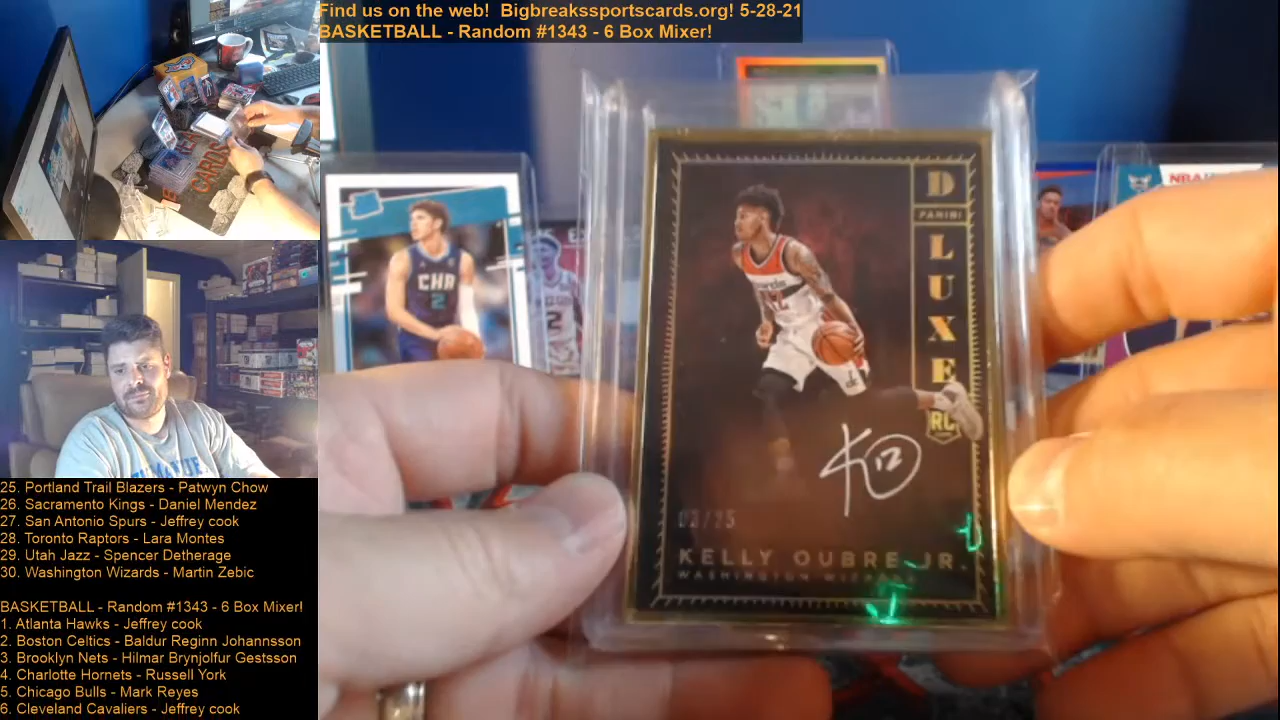 Find us on the web!  Bigbreakssportscards.org! 5-28-21
BASKETBALL - Random #1343 - 6 Box Mixer!
D
PANINI
LUXE
RC
12
CHA
2
NBA
CARDS
KELLY OUBRE JR.
WASHINGTON WIZARDS
25. Portland Trail Blazers - Patwyn Chow
26. Sacramento Kings - Daniel Mendez
27. San Antonio Spurs - Jeffrey cook
28. Toronto Raptors - Lara Montes
29. Utah Jazz - Spencer Detherage
30. Washington Wizards - Martin Zebic
BASKETBALL - Random #1343 - 6 Box Mixer!
1. Atlanta Hawks - Jeffrey cook
2. Boston Celtics - Baldur Reginn Johannsson
3. Brooklyn Nets - Hilmar Brynjolfur Gestsson
4. Charlotte Hornets - Russell York
5. Chicago Bulls - Mark Reyes
6. Cleveland Cavaliers - Jeffrey cook